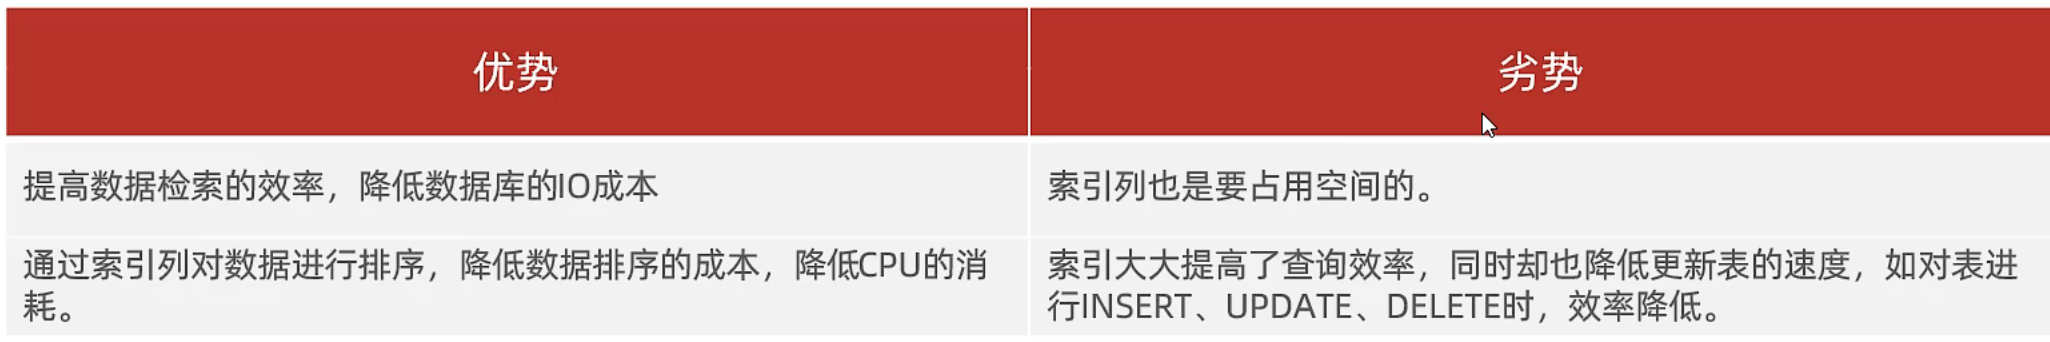 优势
劣势
提高数据检索的效率，降低数据库的IO成本
索引列也是要占用空间的。
通过索引列对数据进行排序，降低数据排序的成本，降低CPU的消
耗。
索引大大提高了查询效率，同时却也降低更新表的速度，如对表进
行INSERT、UPDATE、DELETE时，效率降低。